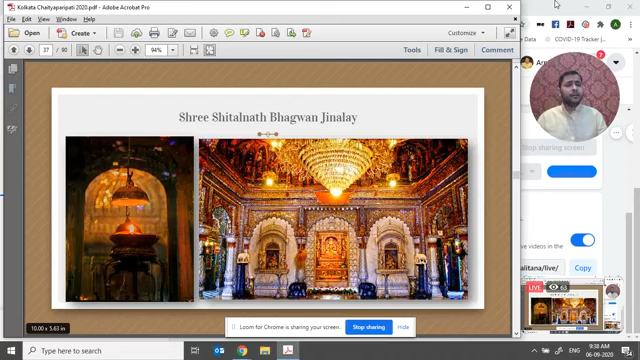 Kolkata Chaityaparipati 2020.pdf - Adobe Acrobat Pro
File Edit View Window Help
Open Create
37 / 90 94% Tools Fill & Sign Comment
Customize
Data COVID-19 Tracker |...
7
Stop sharing screen
Shree Shitalnath Bhagwan Jinalay
videos in the
alitana/live/ Copy
LIVE 63
Loom for Chrome is sharing your screen. Stop sharing Hide
10.00 x 5.63 in
Type here to search
ENG
9:38 AM
06-09-2020